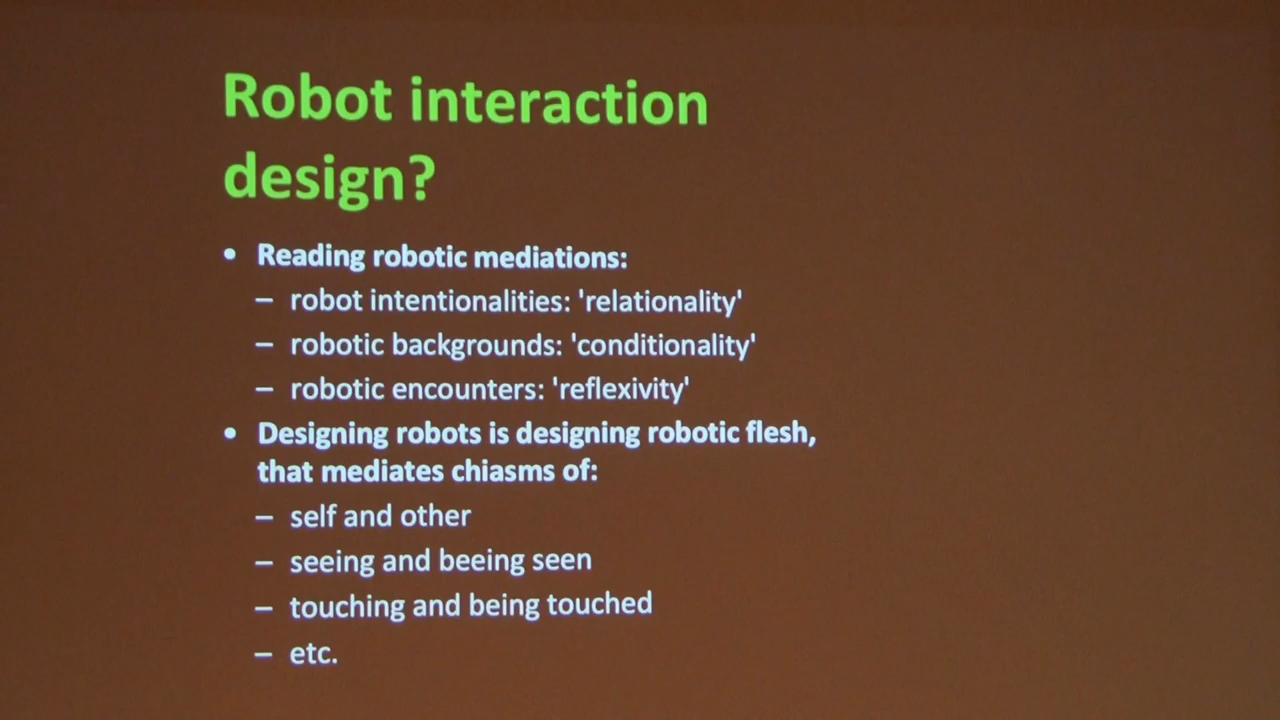 Robot interaction
design?
• Reading robotic mediations:
– robot intentionalities: 'relationality'
– robotic backgrounds: 'conditionality'
– robotic encounters: 'reflexivity'
• Designing robots is designing robotic flesh,
that mediates chiasms of:
– self and other
– seeing and beeing seen
– touching and being touched
– etc.